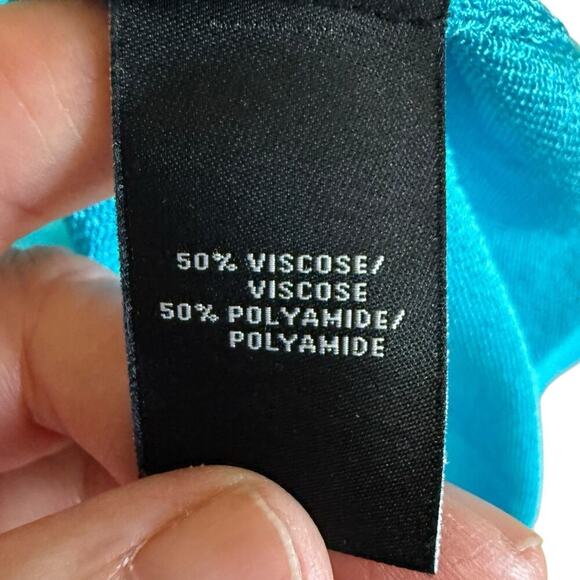 50% VISCOSE/
VISCOSE
50% POLYAMIDE/
POLYAMIDE